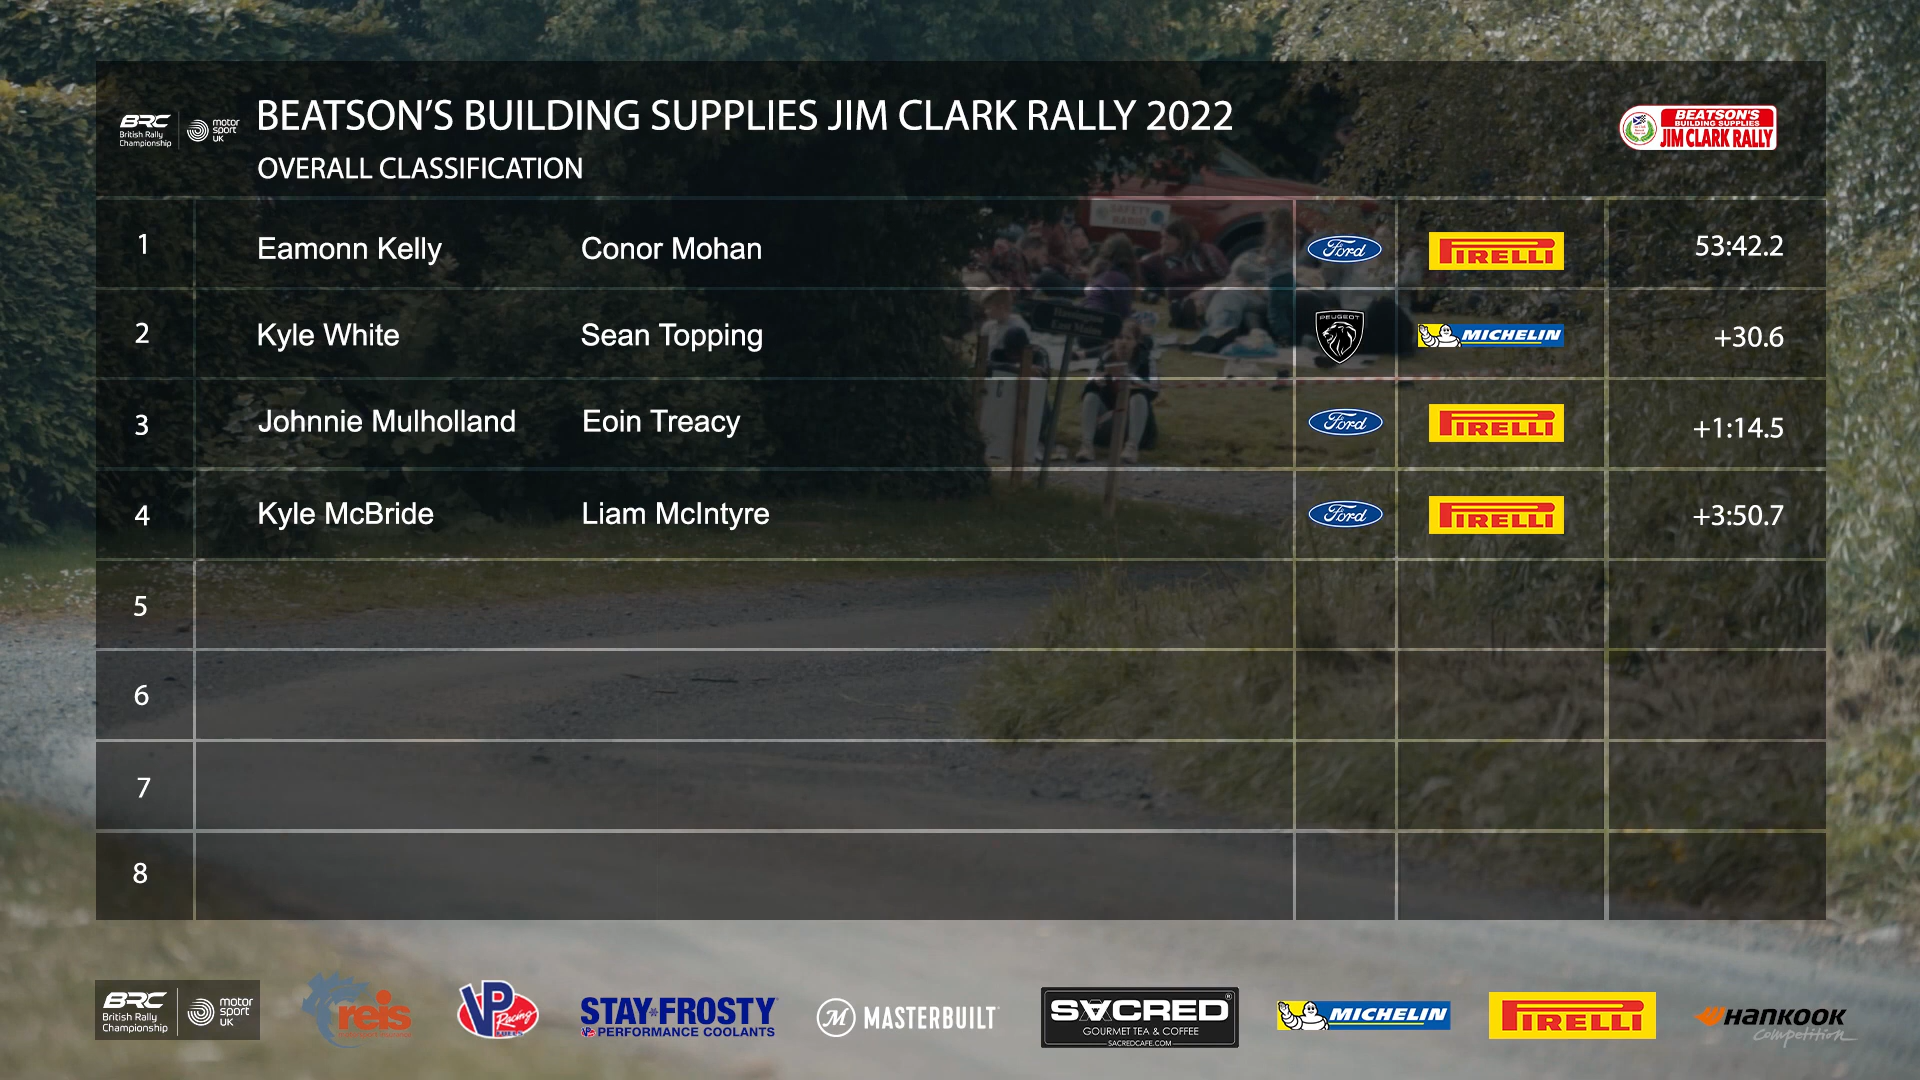 BRC
British Rally
Championship
motor
sport
UK
BEATSON'S BUILDING SUPPLIES JIM CLARK RALLY 2022
OVERALL CLASSIFICATION
BEATSON'S
BUILDING SUPPLIES
JIM CLARK RALLY
SAFETY
RADIO
1 Eamonn Kelly Conor Mohan Ford PIRELLI 53:42.2
2 Kyle White Sean Topping PEUGEOT MICHELIN +30.6
3 Johnnie Mulholland Eoin Treacy Ford PIRELLI +1:14.5
4 Kyle McBride Liam McIntyre Ford PIRELLI +3:50.7
5
6
7
8
BRC
British Rally
Championship
motor
sport
UK
reis
VP
Racing
FUELS
STAY FROSTY
PERFORMANCE COOLANTS
M MASTERBUILT
SACRED
GOURMET TEA & COFFEE
SACREDCAFE.COM
MICHELIN
PIRELLI
HANKOOK
Competition